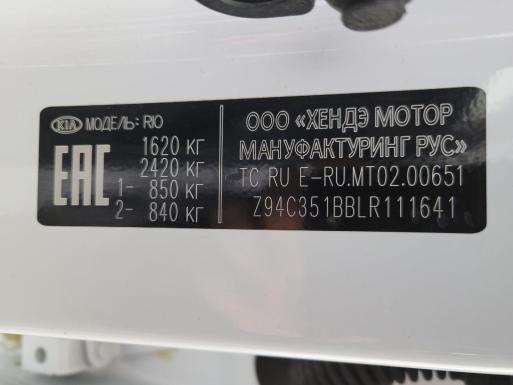 KIA МОДЕЛЬ: RIO
EAC
1620 КГ
2420 КГ
1- 850 КГ
2- 840 КГ
ООО «ХЕНДЭ МОТОР
МАНУФАКТУРИНГ РУС»
ТС RU E-RU.MT02.00651
Z94C351BBLR111641